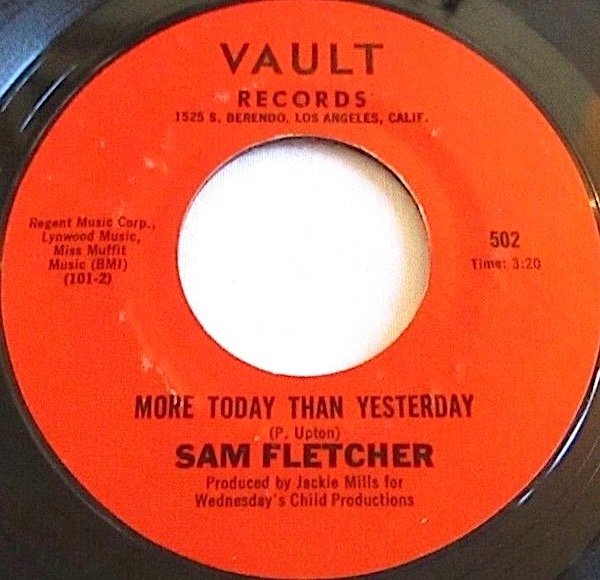 VAULT
RECORDS
1525 S. BERENDO, LOS ANGELES, CALIF.
Regent Music Corp.,
Lynwood Music,
Miss Muffit
Music (BMI)
(101-2)
502
Time: 3:20
MORE TODAY THAN YESTERDAY
(P. Upton)
SAM FLETCHER
Produced by Jackie Mills for
Wednesday's Child Productions